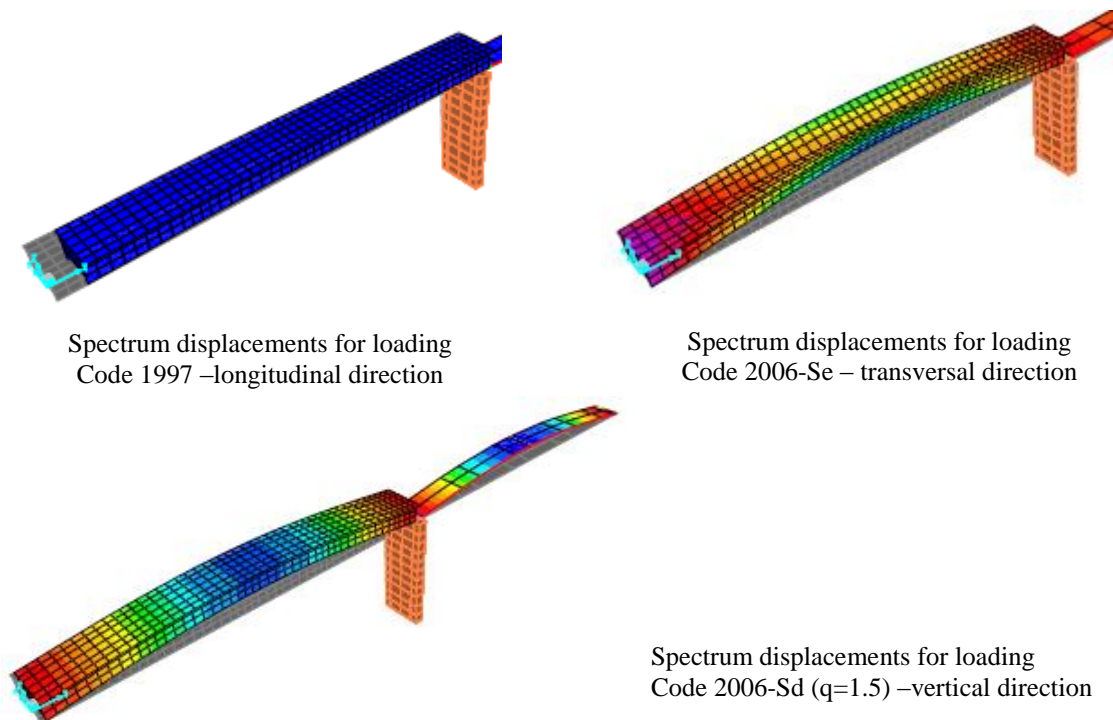 Spectrum displacements for loading
Code 1997 –longitudinal direction
Spectrum displacements for loading
Code 2006-Se – transversal direction
Spectrum displacements for loading
Code 2006-Sd (q=1.5) –vertical direction